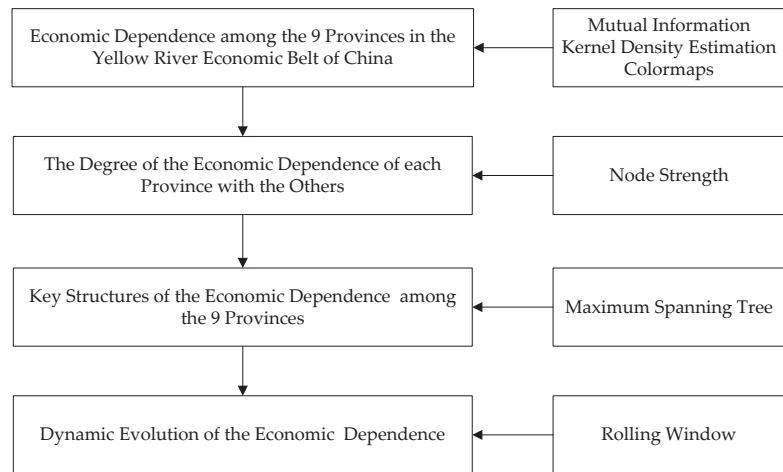 Economic Dependence among the 9 Provinces in the
Yellow River Economic Belt of China
Mutual Information
Kernel Density Estimation
Colormaps
The Degree of the Economic Dependence of each
Province with the Others
Node Strength
Key Structures of the Economic Dependence among
the 9 Provinces
Maximum Spanning Tree
Dynamic Evolution of the Economic Dependence
Rolling Window